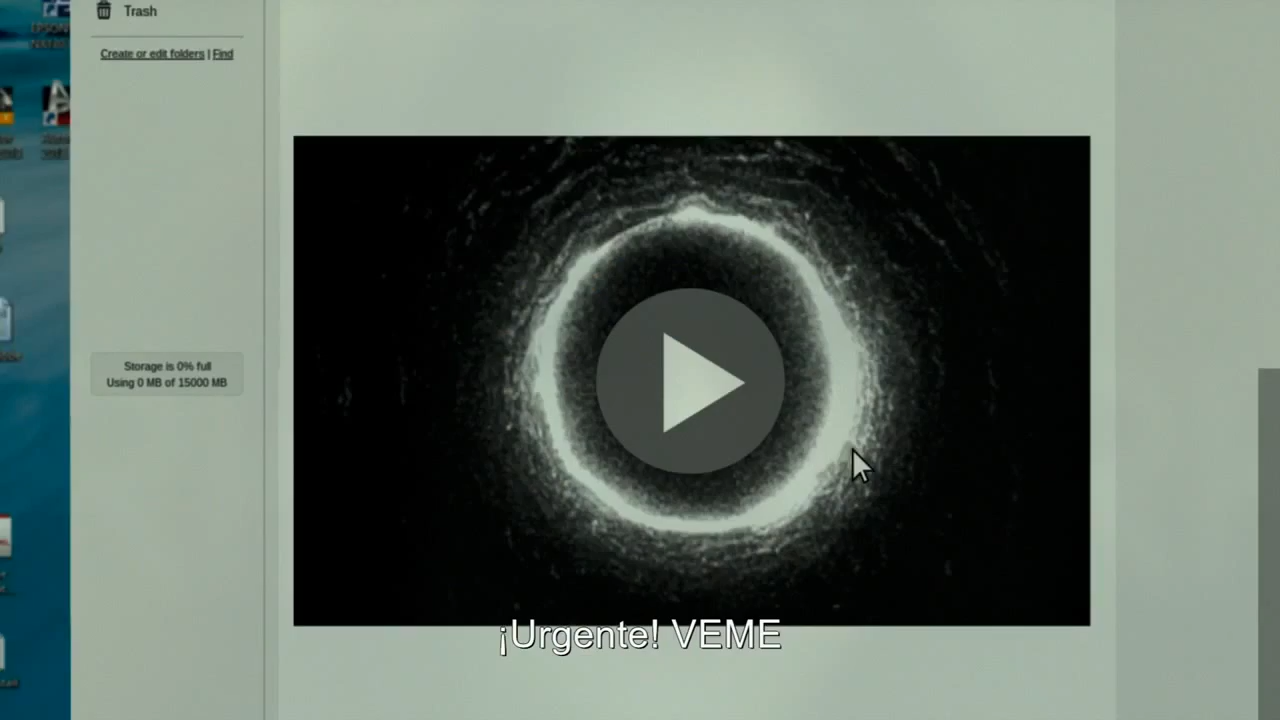 Trash
Create or edit folders | Find
Storage is 0% full
Using 0 MB of 15000 MB
¡Urgente! VEME